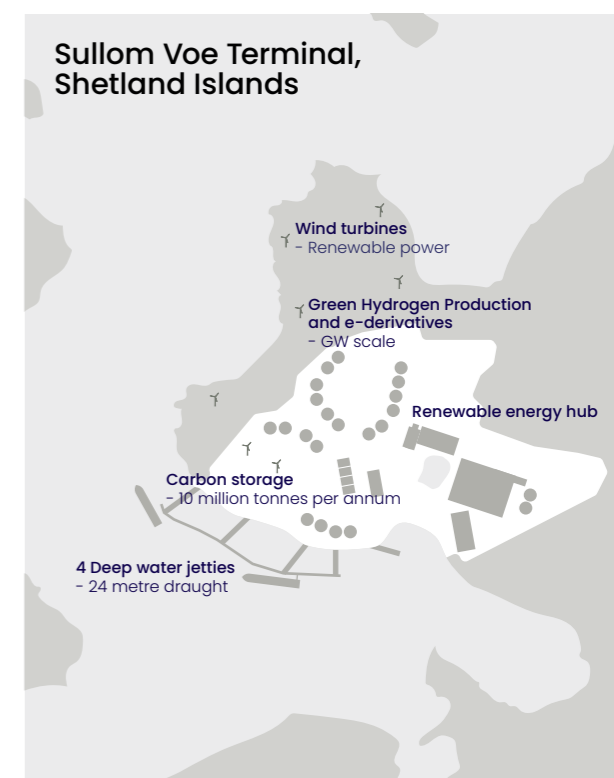 Sullom Voe Terminal,
Shetland Islands
Wind turbines
- Renewable power
Green Hydrogen Production
and e-derivatives
- GW scale
Renewable energy hub
Carbon storage
- 10 million tonnes per annum
4 Deep water jetties
- 24 metre draught